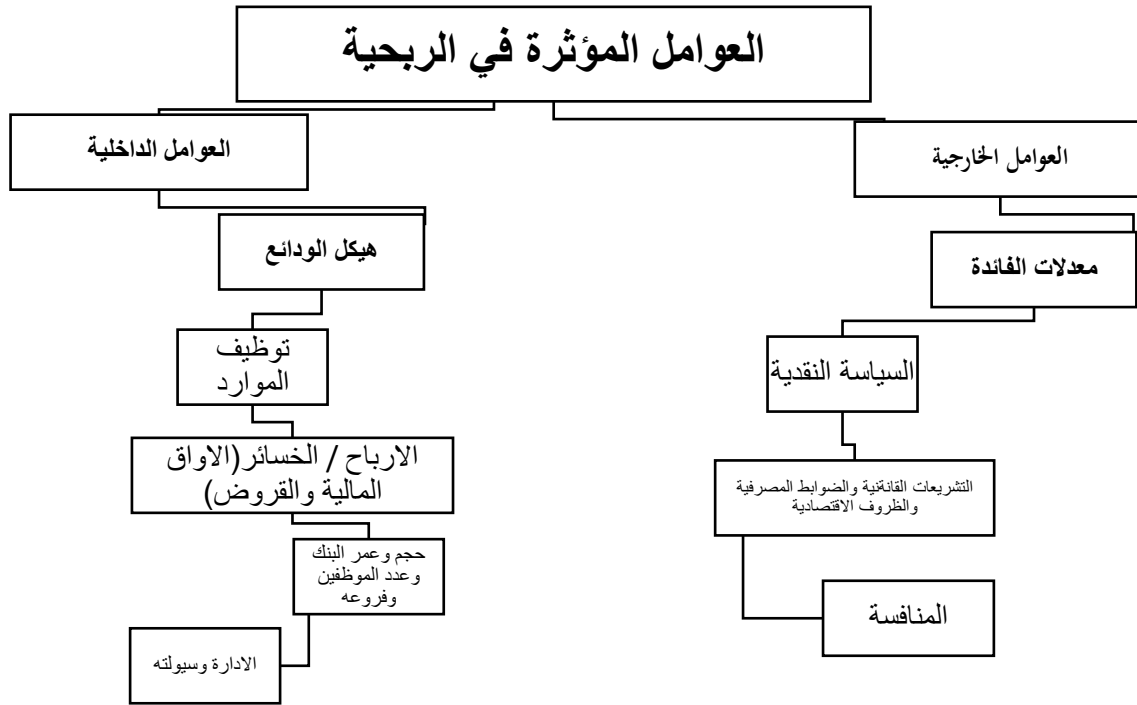 العوامل المؤثرة في الربحية
العوامل الخارجية
معدلات الفائدة
السياسة النقدية
التشريعات القانةنية والضوابط المصرفية
والظروف الاقتصادية
المنافسة
العوامل الداخلية
هيكل الودائع
توظيف
الموارد
الارباح / الخسائر(الاواق
المالية والقروض)
حجم وعمر البنك
وعدد الموظفين
وفروعه
الادارة وسيولته